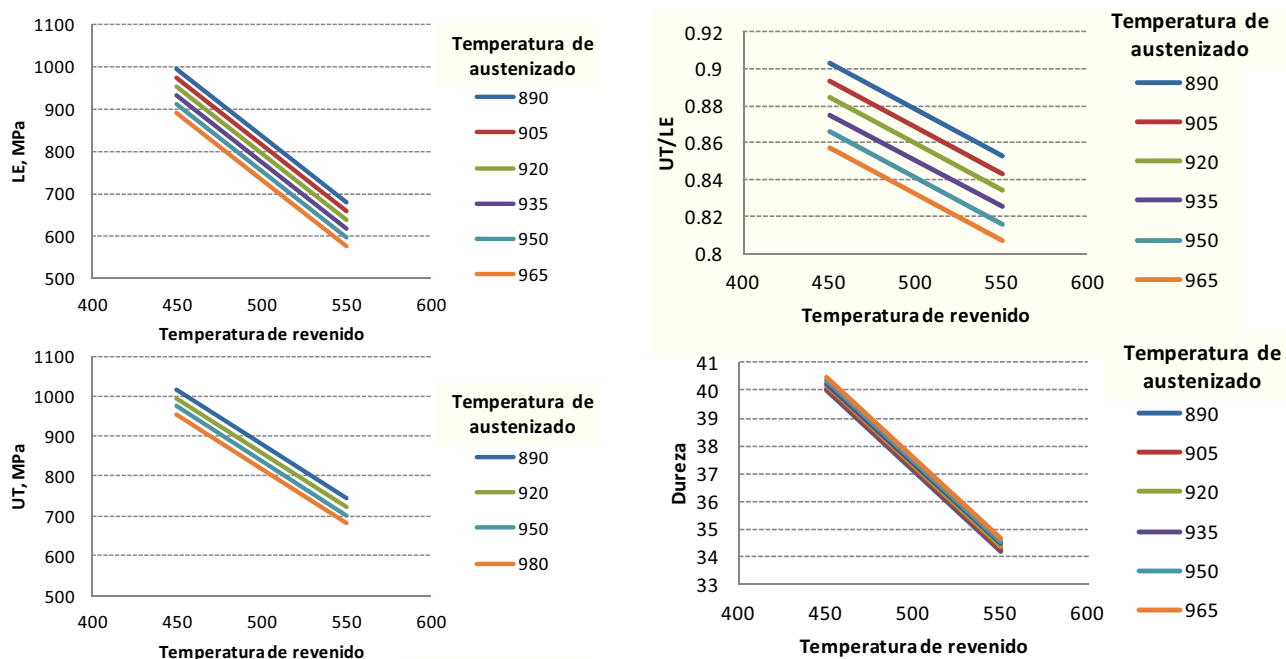 1100
1000
900
800
700
600
500
400 450 500 550 600
LE, MPa
Temperatura de revenido
Temperatura de
austenizado
890
905
920
935
950
965
0.92
0.9
0.88
0.86
0.84
0.82
0.8
400 450 500 550 600
UT/LE
Temperatura de revenido
Temperatura de
austenizado
890
905
920
935
950
965
1100
1000
900
800
700
600
500
400 450 500 550 600
UT, MPa
Temperatura de revenido
Temperatura de
austenizado
890
920
950
980
41
40
39
38
37
36
35
34
33
400 450 500 550 600
Dureza
Temperatura de revenido
Temperatura de
austenizado
890
905
920
935
950
965